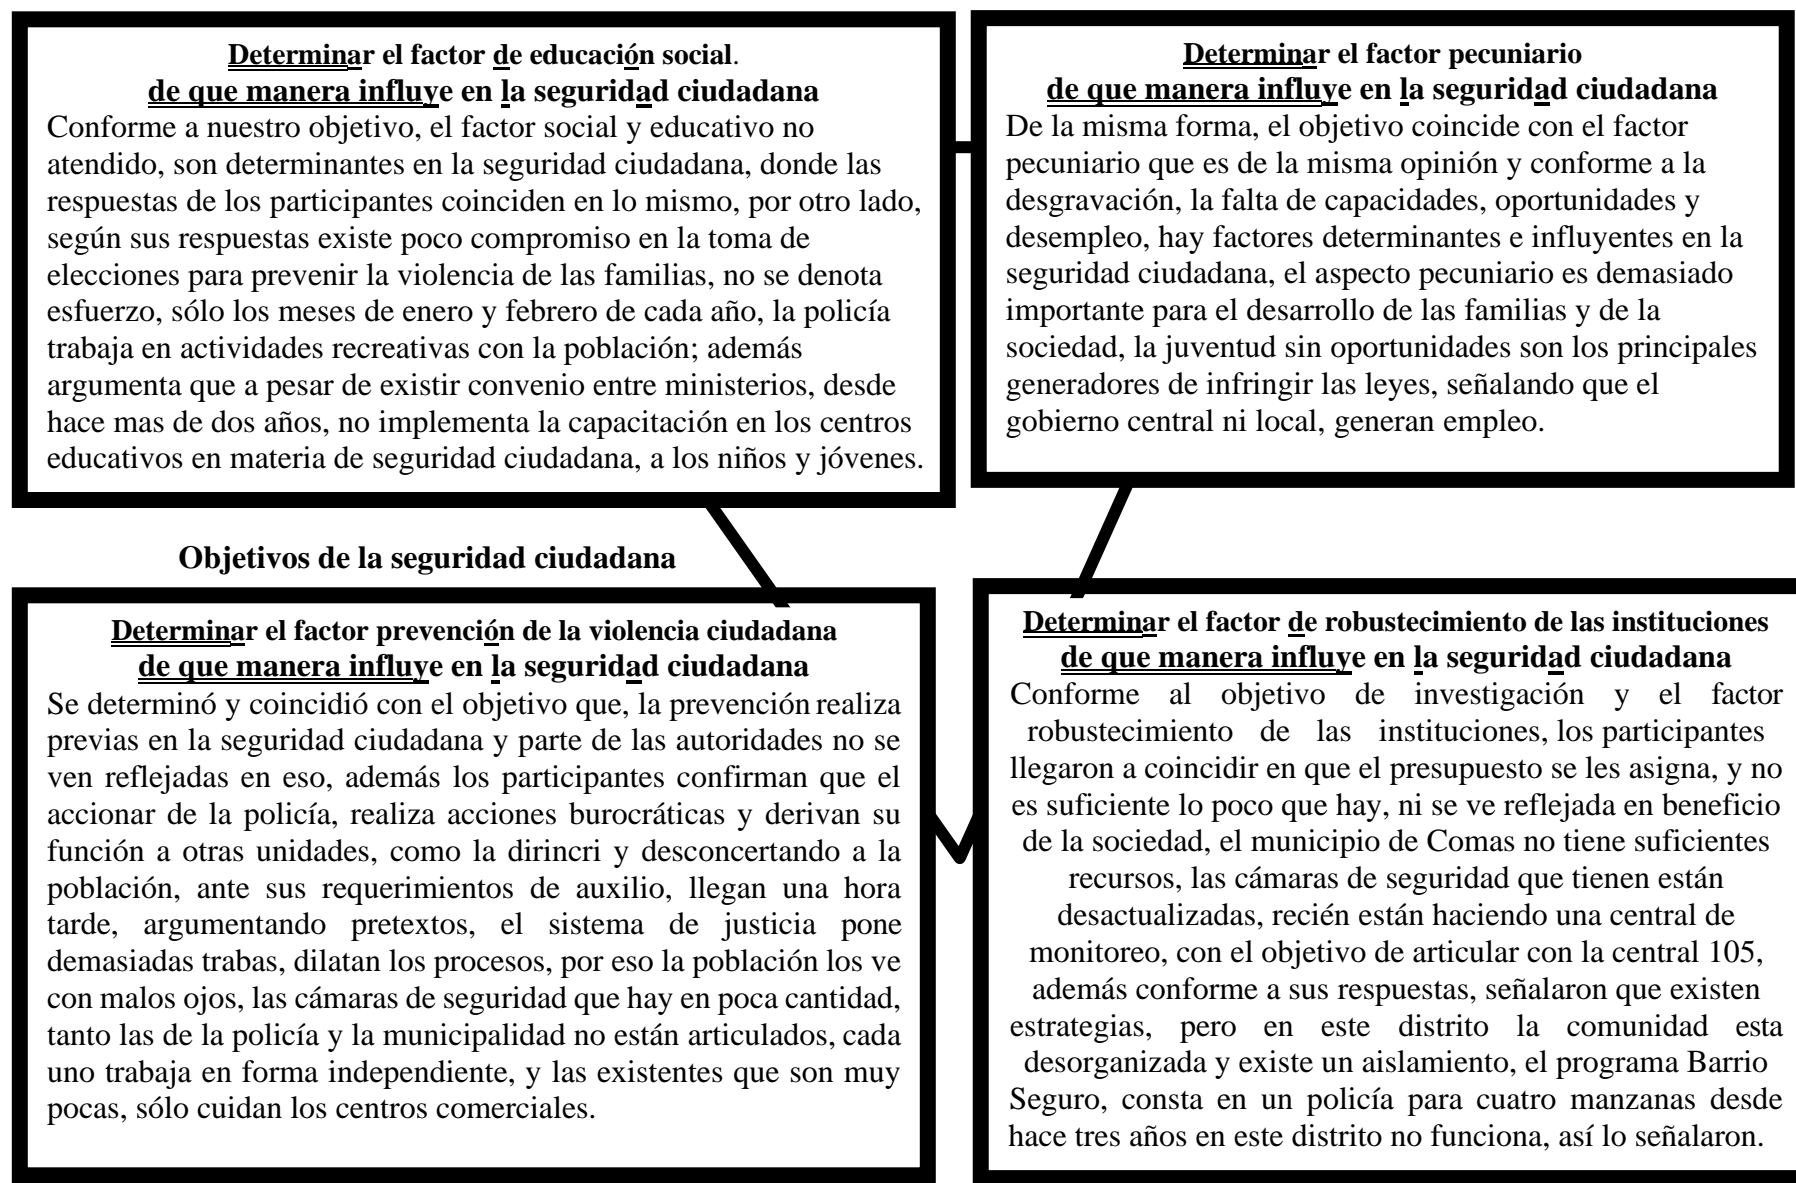 Determinar el factor de educación social.
de que manera influye en la seguridad ciudadana
Conforme a nuestro objetivo, el factor social y educativo no
atendido, son determinantes en la seguridad ciudadana, donde las
respuestas de los participantes coinciden en lo mismo, por otro lado,
según sus respuestas existe poco compromiso en la toma de
elecciones para prevenir la violencia de las familias, no se denota
esfuerzo, sólo los meses de enero y febrero de cada año, la policía
trabaja en actividades recreativas con la población; además
argumenta que a pesar de existir convenio entre ministerios, desde
hace mas de dos años, no implementa la capacitación en los centros
educativos en materia de seguridad ciudadana, a los niños y jóvenes.
Determinar el factor pecuniario
de que manera influye en la seguridad ciudadana
De la misma forma, el objetivo coincide con el factor
pecuniario que es de la misma opinión y conforme a la
desgravación, la falta de capacidades, oportunidades y
desempleo, hay factores determinantes e influyentes en la
seguridad ciudadana, el aspecto pecuniario es demasiado
importante para el desarrollo de las familias y de la
sociedad, la juventud sin oportunidades son los principales
generadores de infringir las leyes, señalando que el
gobierno central ni local, generan empleo.
Objetivos de la seguridad ciudadana
Determinar el factor prevención de la violencia ciudadana
de que manera influye en la seguridad ciudadana
Se determinó y coincidió con el objetivo que, la prevención realiza
previas en la seguridad ciudadana y parte de las autoridades no se
ven reflejadas en eso, además los participantes confirman que el
accionar de la policía, realiza acciones burocráticas y derivan su
función a otras unidades, como la dirincri y desconcertando a la
población, ante sus requerimientos de auxilio, llegan una hora
tarde, argumentando pretextos, el sistema de justicia pone
demasiadas trabas, dilatan los procesos, por eso la población los ve
con malos ojos, las cámaras de seguridad que hay en poca cantidad,
tanto las de la policía y la municipalidad no están articulados, cada
uno trabaja en forma independiente, y las existentes que son muy
pocas, sólo cuidan los centros comerciales.
Determinar el factor de robustecimiento de las instituciones
de que manera influye en la seguridad ciudadana
Conforme al objetivo de investigación y el factor
robustecimiento de las instituciones, los participantes
llegaron a coincidir en que el presupuesto se les asigna, y no
es suficiente lo poco que hay, ni se ve reflejada en beneficio
de la sociedad, el municipio de Comas no tiene suficientes
recursos, las cámaras de seguridad que tienen están
desactualizadas, recién están haciendo una central de
monitoreo, con el objetivo de articular con la central 105,
además conforme a sus respuestas, señalaron que existen
estrategias, pero en este distrito la comunidad esta
desorganizada y existe un aislamiento, el programa Barrio
Seguro, consta en un policía para cuatro manzanas desde
hace tres años en este distrito no funciona, así lo señalaron.